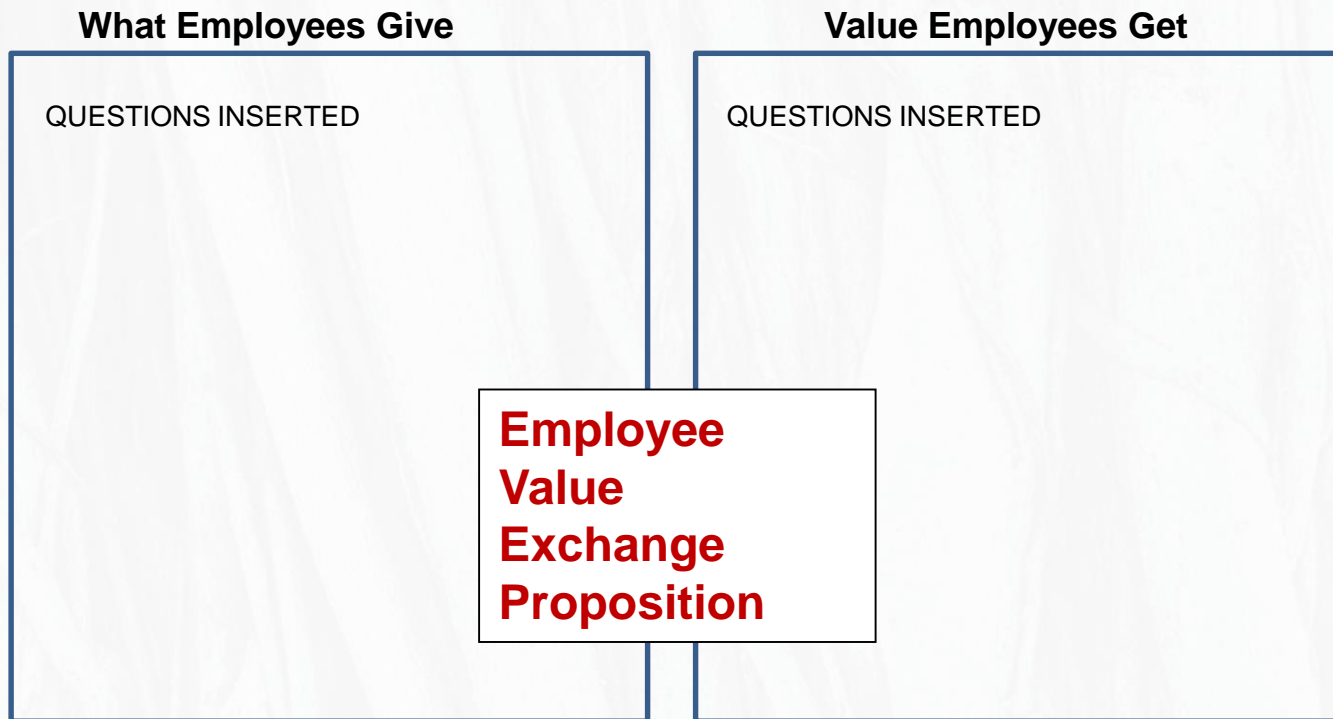 What Employees Give
Value Employees Get
QUESTIONS INSERTED
QUESTIONS INSERTED
Employee
Value
Exchange
Proposition